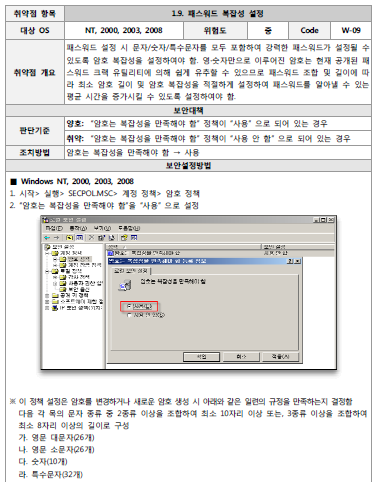 취약점 항목 1.9. 패스워드 복잡성 설정
대상 OS NT, 2000, 2003, 2008 위험도 중 Code W-09
취약점 개요
패스워드 설정 시 문자/숫자/특수문자를 모두 포함하여 강력한 패스워드가 설정될 수
있도록 암호 복잡성을 설정하여야 함. 영·숫자만으로 이루어진 암호는 현재 공개된 패
스워드 크랙 유틸리티에 의해 쉽게 유추할 수 있으므로 패스워드 조합 및 길이에 따
라 최소 암호 길이 및 암호 복잡성을 적절하게 설정하여 패스워드를 알아낼 수 있는
평균 시간을 증가시킬 수 있도록 설정하여야 함.
보안대책
판단기준
양호: "암호는 복잡성을 만족해야 함" 정책이 "사용" 으로 되어 있는 경우
취약: "암호는 복잡성을 만족해야 함" 정책이 "사용 안 함" 으로 되어 있는 경우
조치방법 암호는 복잡성을 만족해야 함 → 사용
보안설정방법
■ Windows NT, 2000, 2003, 2008
1. 시작> 실행> SECPOL.MSC> 계정 정책> 암호 정책
2. "암호는 복잡성을 만족해야 함"을 "사용" 으로 설정
암호는 복잡성을 만족해야 함
사용 안 함
확인 취소 적용(A)
※ 이 정책 설정은 암호를 변경하거나 새로운 암호 생성 시 아래와 같은 일련의 규정을 만족하는지 결정함
다음 각 목의 문자 종류 중 2종류 이상을 조합하여 최소 10자리 이상 또는, 3종류 이상을 조합하여
최소 8자리 이상의 길이로 구성
가. 영문 대문자(26개)
나. 영문 소문자(26개)
다. 숫자(10개)
라. 특수문자(32개)